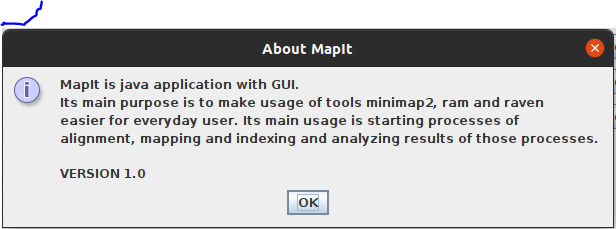 About MapIt
MapIt is java application with GUI.
Its main purpose is to make usage of tools minimap2, ram and raven
easier for everyday user. Its main usage is starting processes of
alignment, mapping and indexing and analyzing results of those processes.
VERSION 1.0
OK